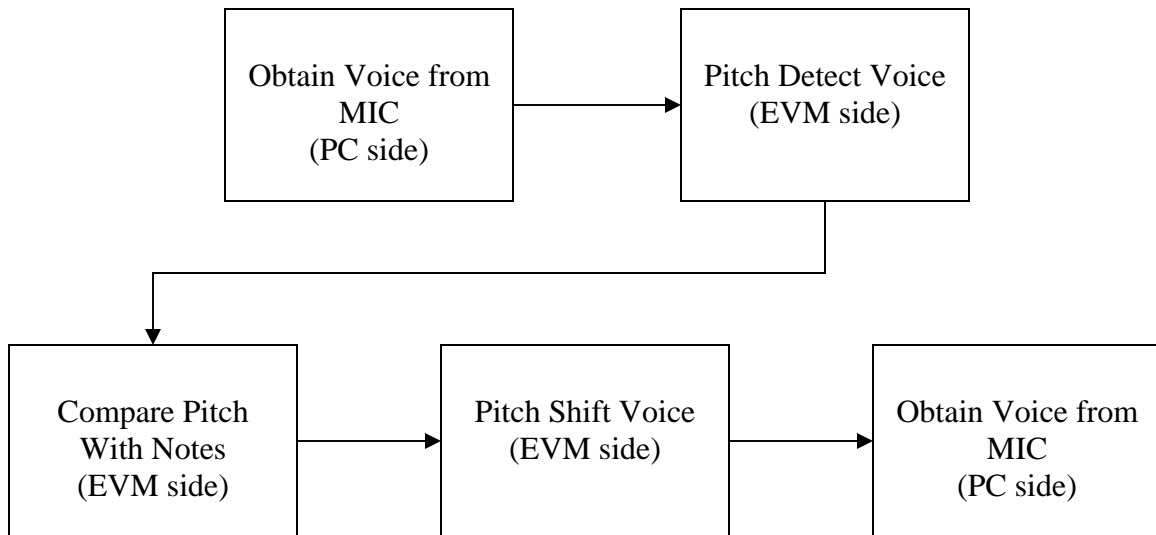 Obtain Voice from
MIC
(PC side)
Pitch Detect Voice
(EVM side)
Compare Pitch
With Notes
(EVM side)
Pitch Shift Voice
(EVM side)
Obtain Voice from
MIC
(PC side)